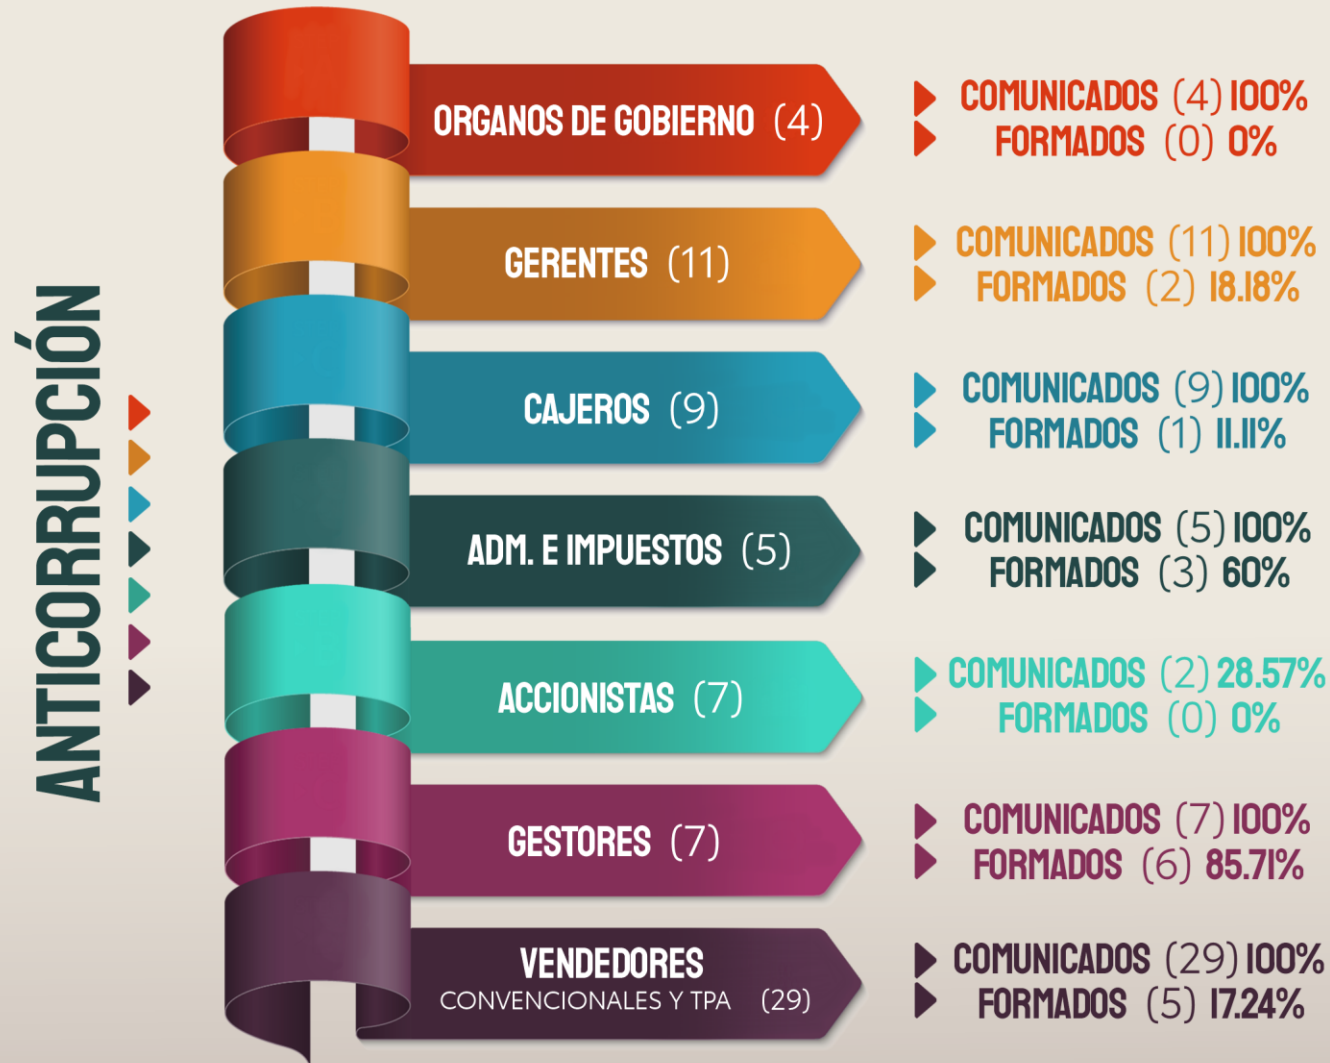 ANTICORRUPCIÓN
ORGANOS DE GOBIERNO (4)
COMUNICADOS (4) 100%
FORMADOS (0) 0%
GERENTES (11)
COMUNICADOS (11) 100%
FORMADOS (2) 18.18%
CAJEROS (9)
COMUNICADOS (9) 100%
FORMADOS (1) 11.11%
ADM. E IMPUESTOS (5)
COMUNICADOS (5) 100%
FORMADOS (3) 60%
ACCIONISTAS (7)
COMUNICADOS (2) 28.57%
FORMADOS (0) 0%
GESTORES (7)
COMUNICADOS (7) 100%
FORMADOS (6) 85.71%
VENDEDORES
CONVENCIONALES Y TPA (29)
COMUNICADOS (29) 100%
FORMADOS (5) 17.24%